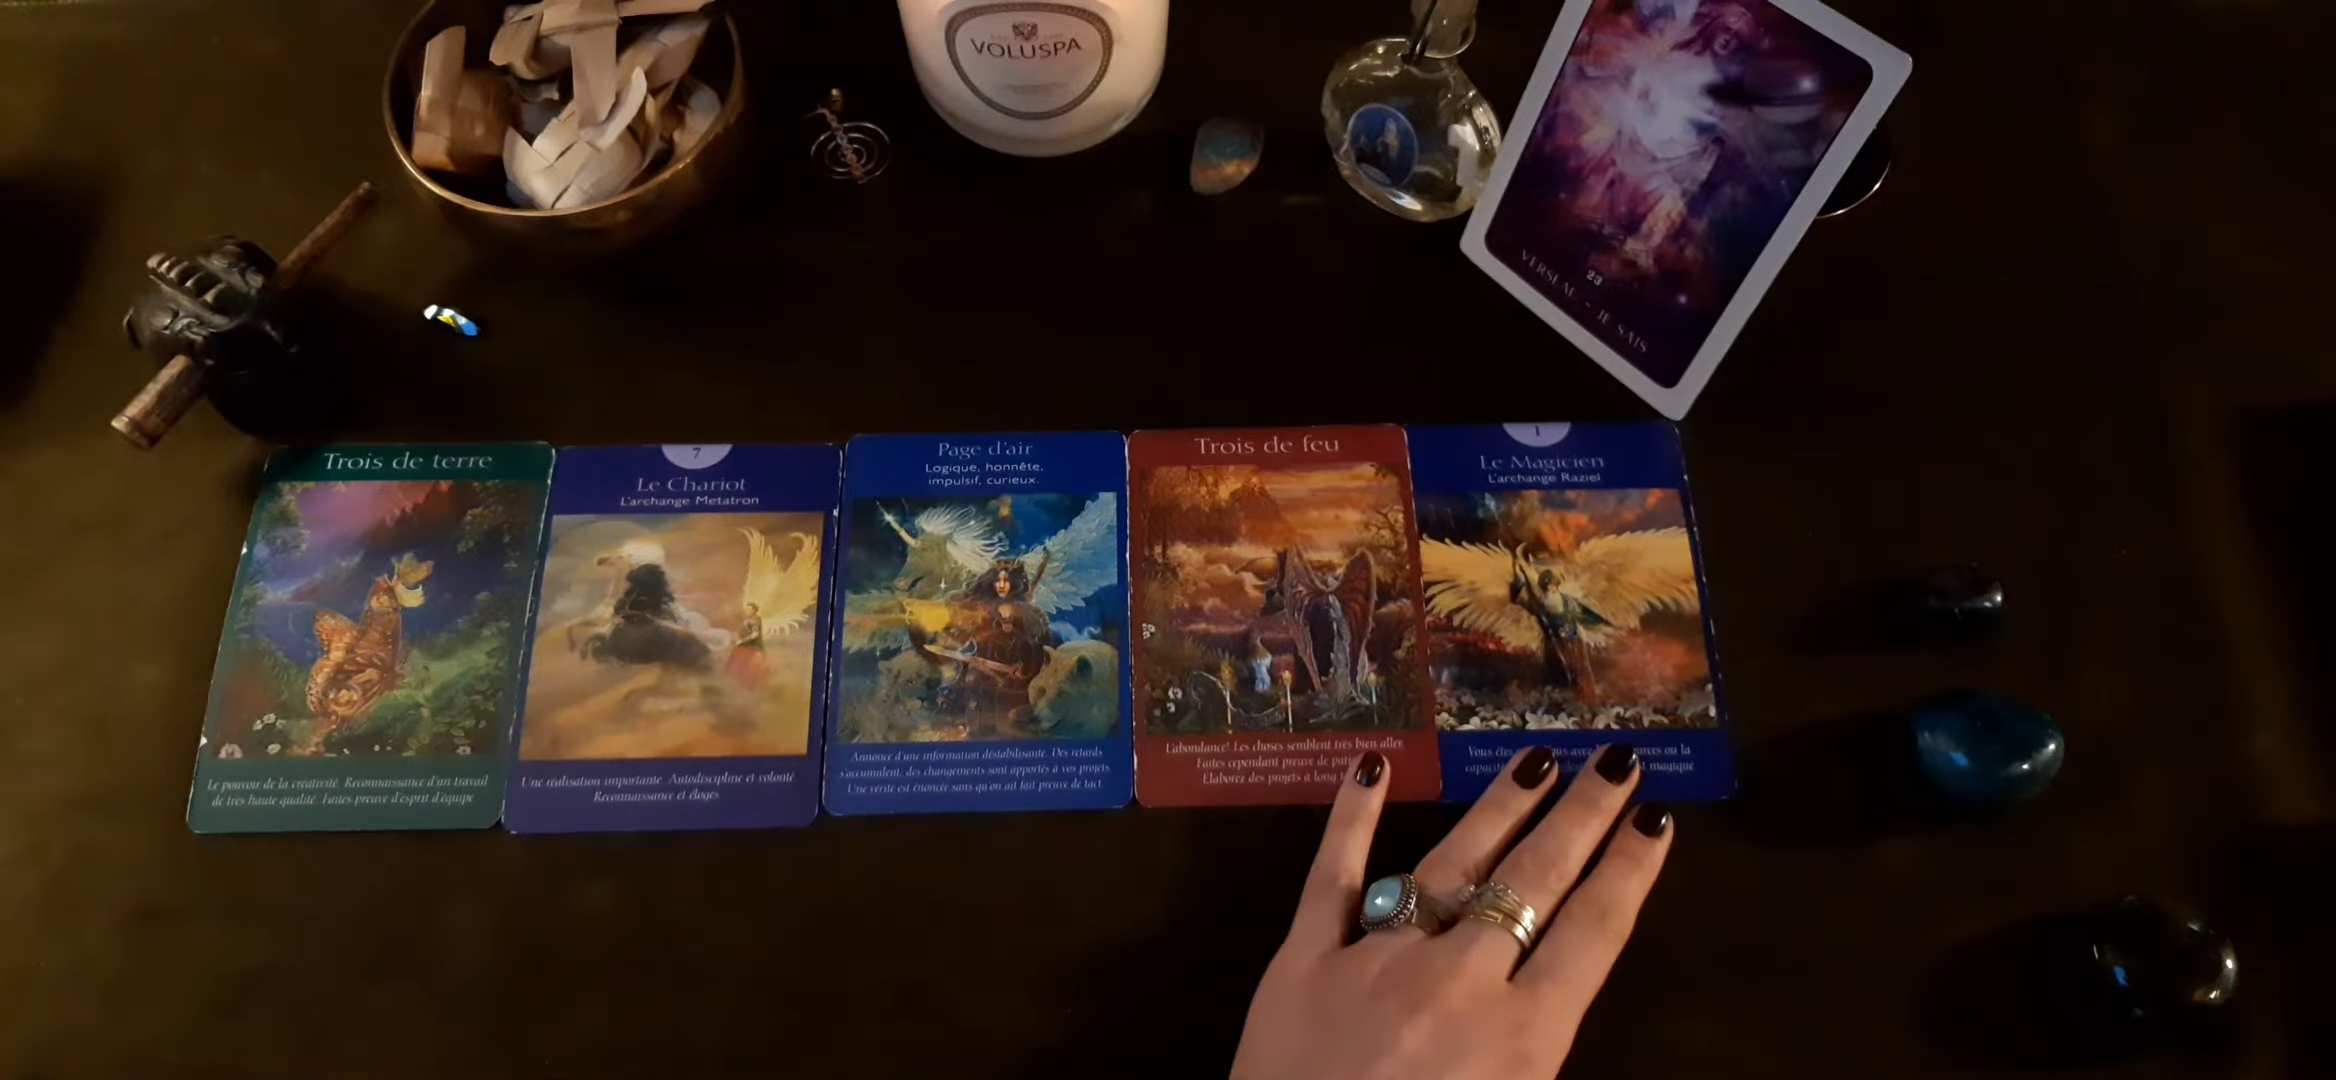 VOLUSPA
23
VERSEAU - JE SAIS
Trois de terre
Le pouvoir de la créativité. Reconnaissance d'un travail
de très haute qualité. Faites preuve d'esprit d'équipe
7
Le Chariot
L'archange Metatron
Une réalisation importante. Autodiscipline et volonté
Reconnaissance et éloges.
Page d'air
Logique, honnête,
impulsif, curieux.
Annonce d'une information déstabilisante. Des retards
s'accumulent, des changements sont apportés à vos projets.
Une vérité est énoncée sans qu'on ait fait preuve de tact.
Trois de feu
L'abondance! Les choses semblent très bien aller.
Faites cependant preuve de
Élaborez des projets à long
I
Le Magicien
L'archange Raziel
Vous êtes ou la
magique.